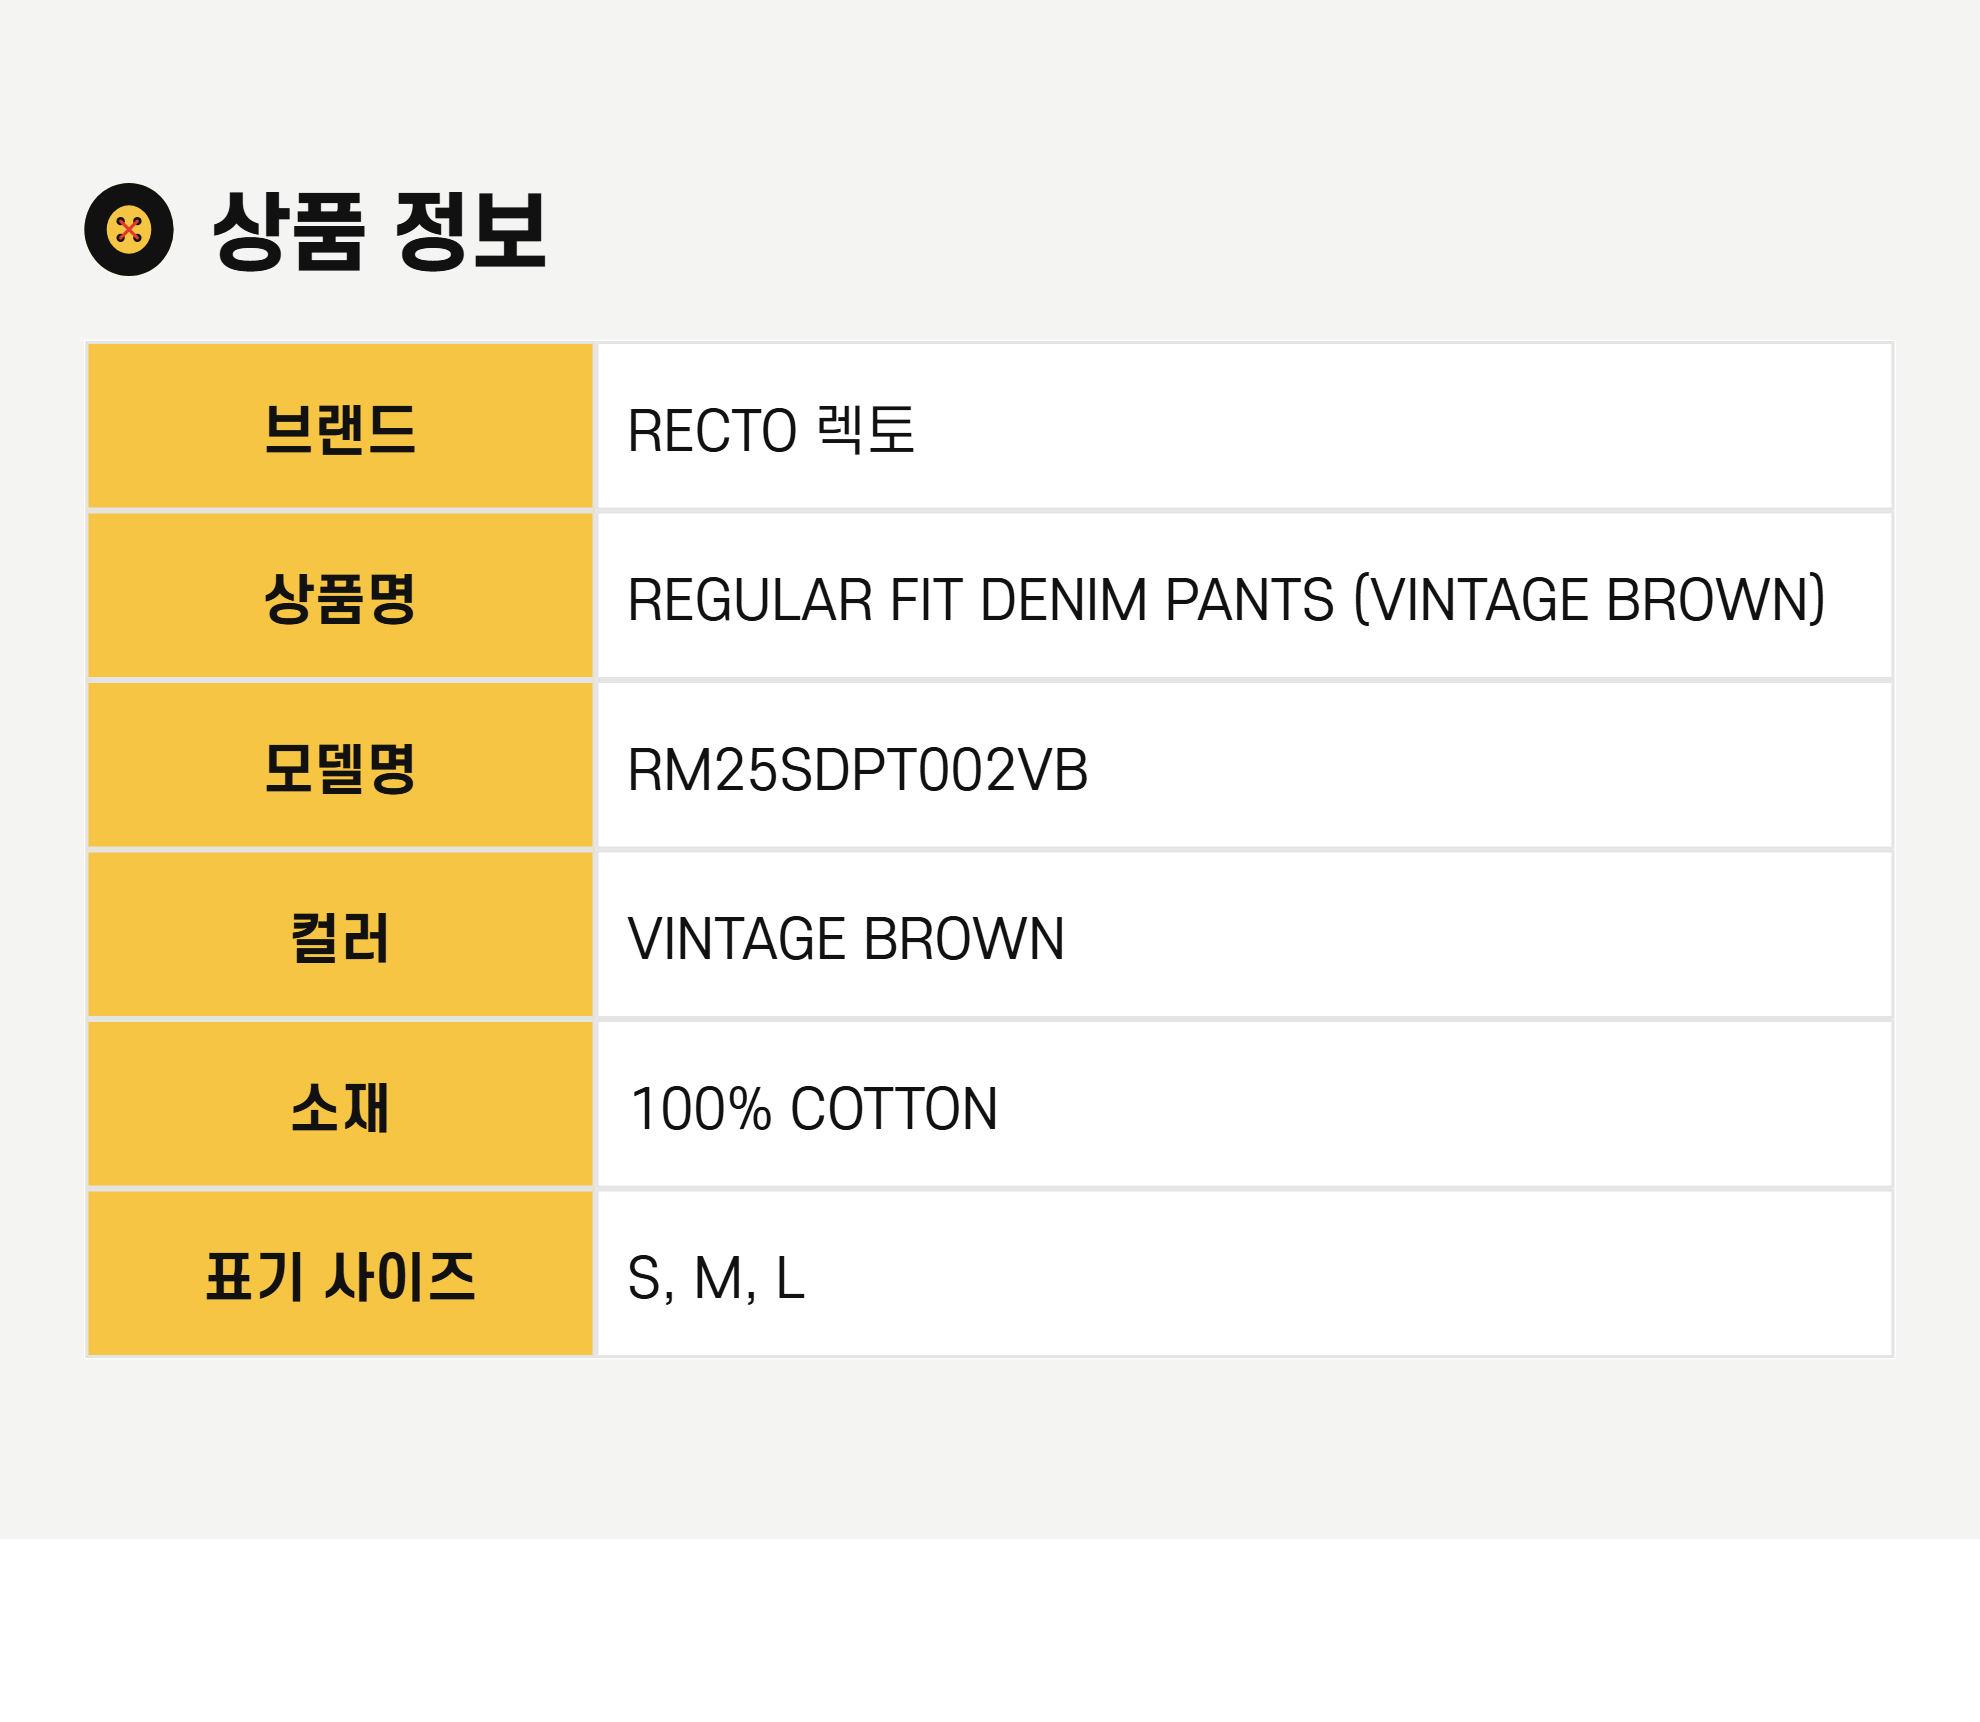 상품 정보
브랜드 RECTO 렉토
상품명 REGULAR FIT DENIM PANTS (VINTAGE BROWN)
모델명 RM25SDPT002VB
컬러 VINTAGE BROWN
소재 100% COTTON
표기 사이즈 S, M, L